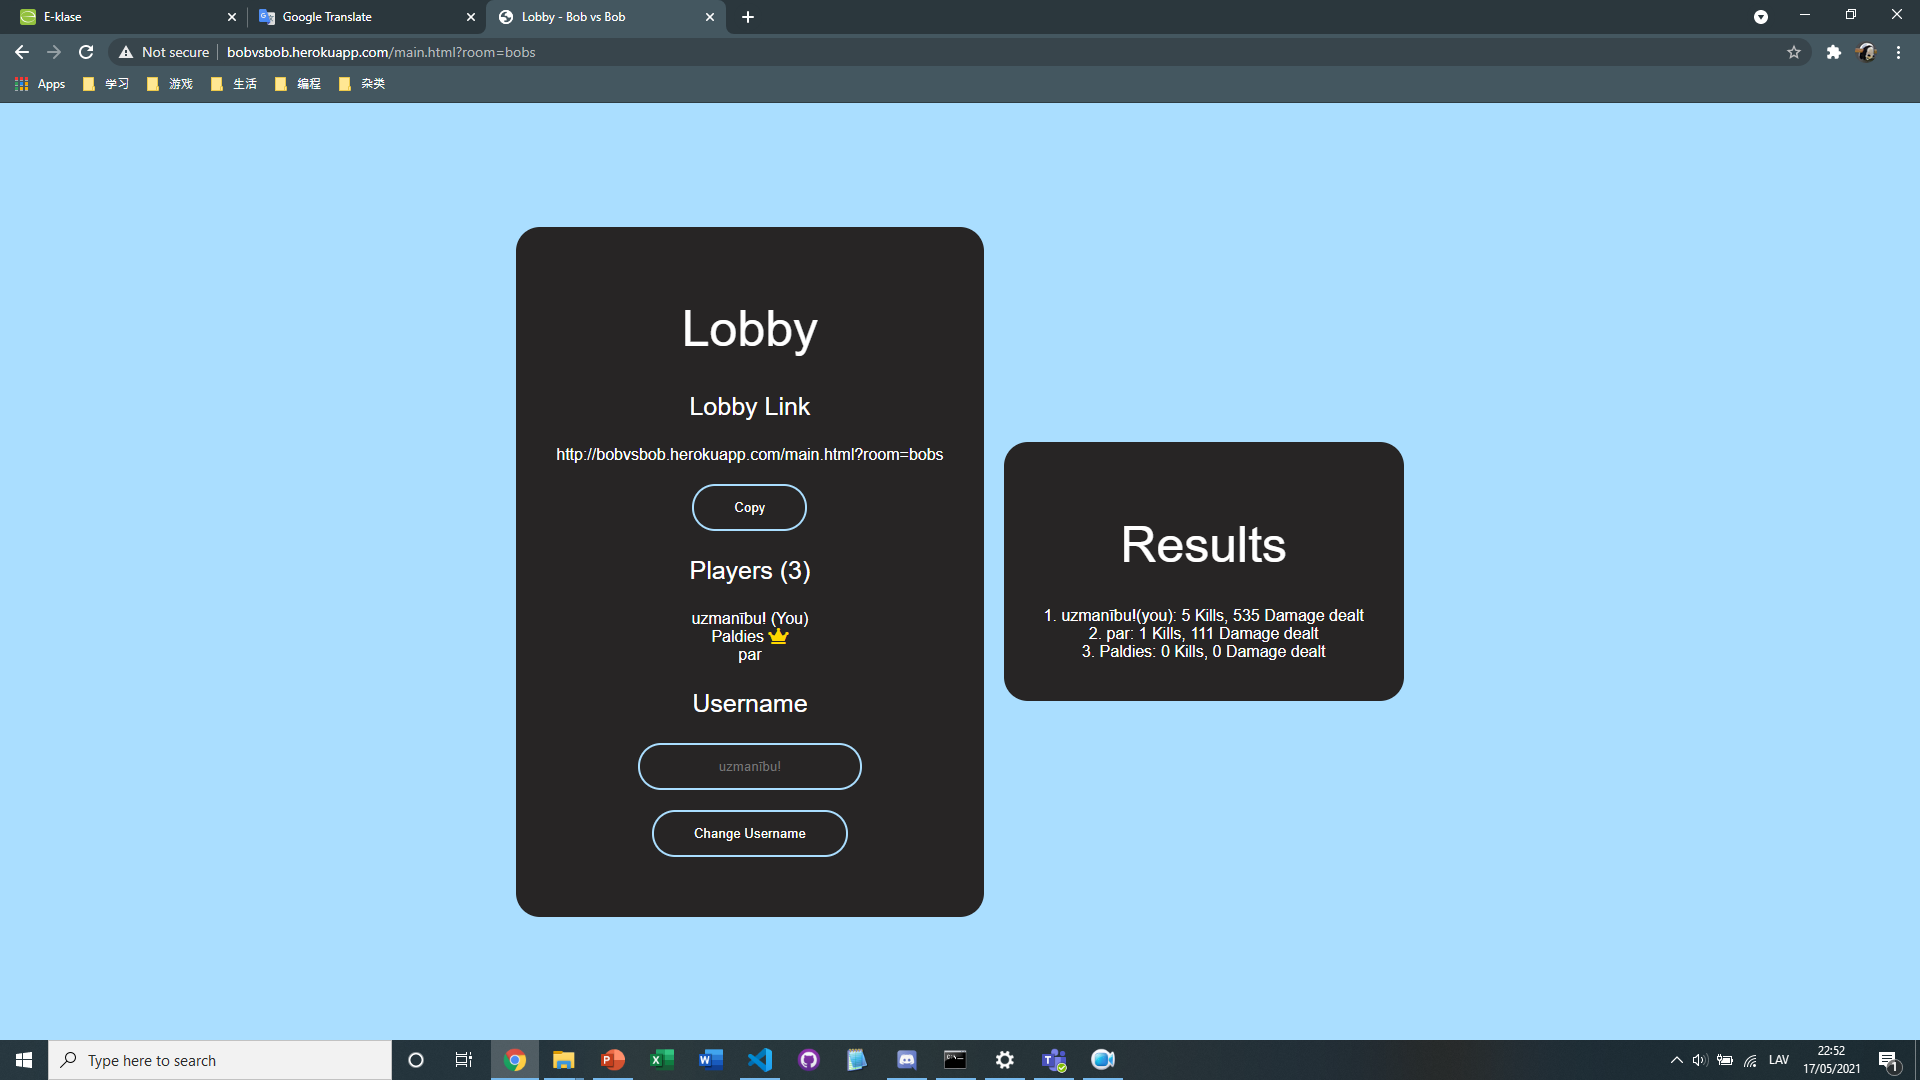 E-klase
Google Translate
Lobby - Bob vs Bob
Not secure
bobvsbob.herokuapp.com/main.html?room=bobs
Apps
学习
游戏
生活
编程
杂类
Lobby
Lobby Link
http://bobvsbob.herokuapp.com/main.html?room=bobs
Copy
Players (3)
uzmanību! (You)
Paldies
par
Username
uzmanību!
Change Username
Results
1. uzmanību!(you): 5 Kills, 535 Damage dealt
2. par: 1 Kills, 111 Damage dealt
3. Paldies: 0 Kills, 0 Damage dealt
Type here to search
LAV
22:52
17/05/2021
1